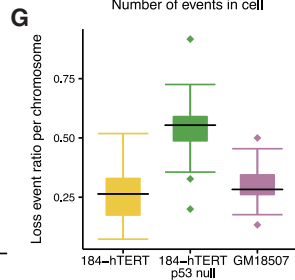 Number of events in cell
G
Loss event ratio per chromosome
0.75
0.50
0.25
184−hTERT 184−hTERT GM18507
p53 null